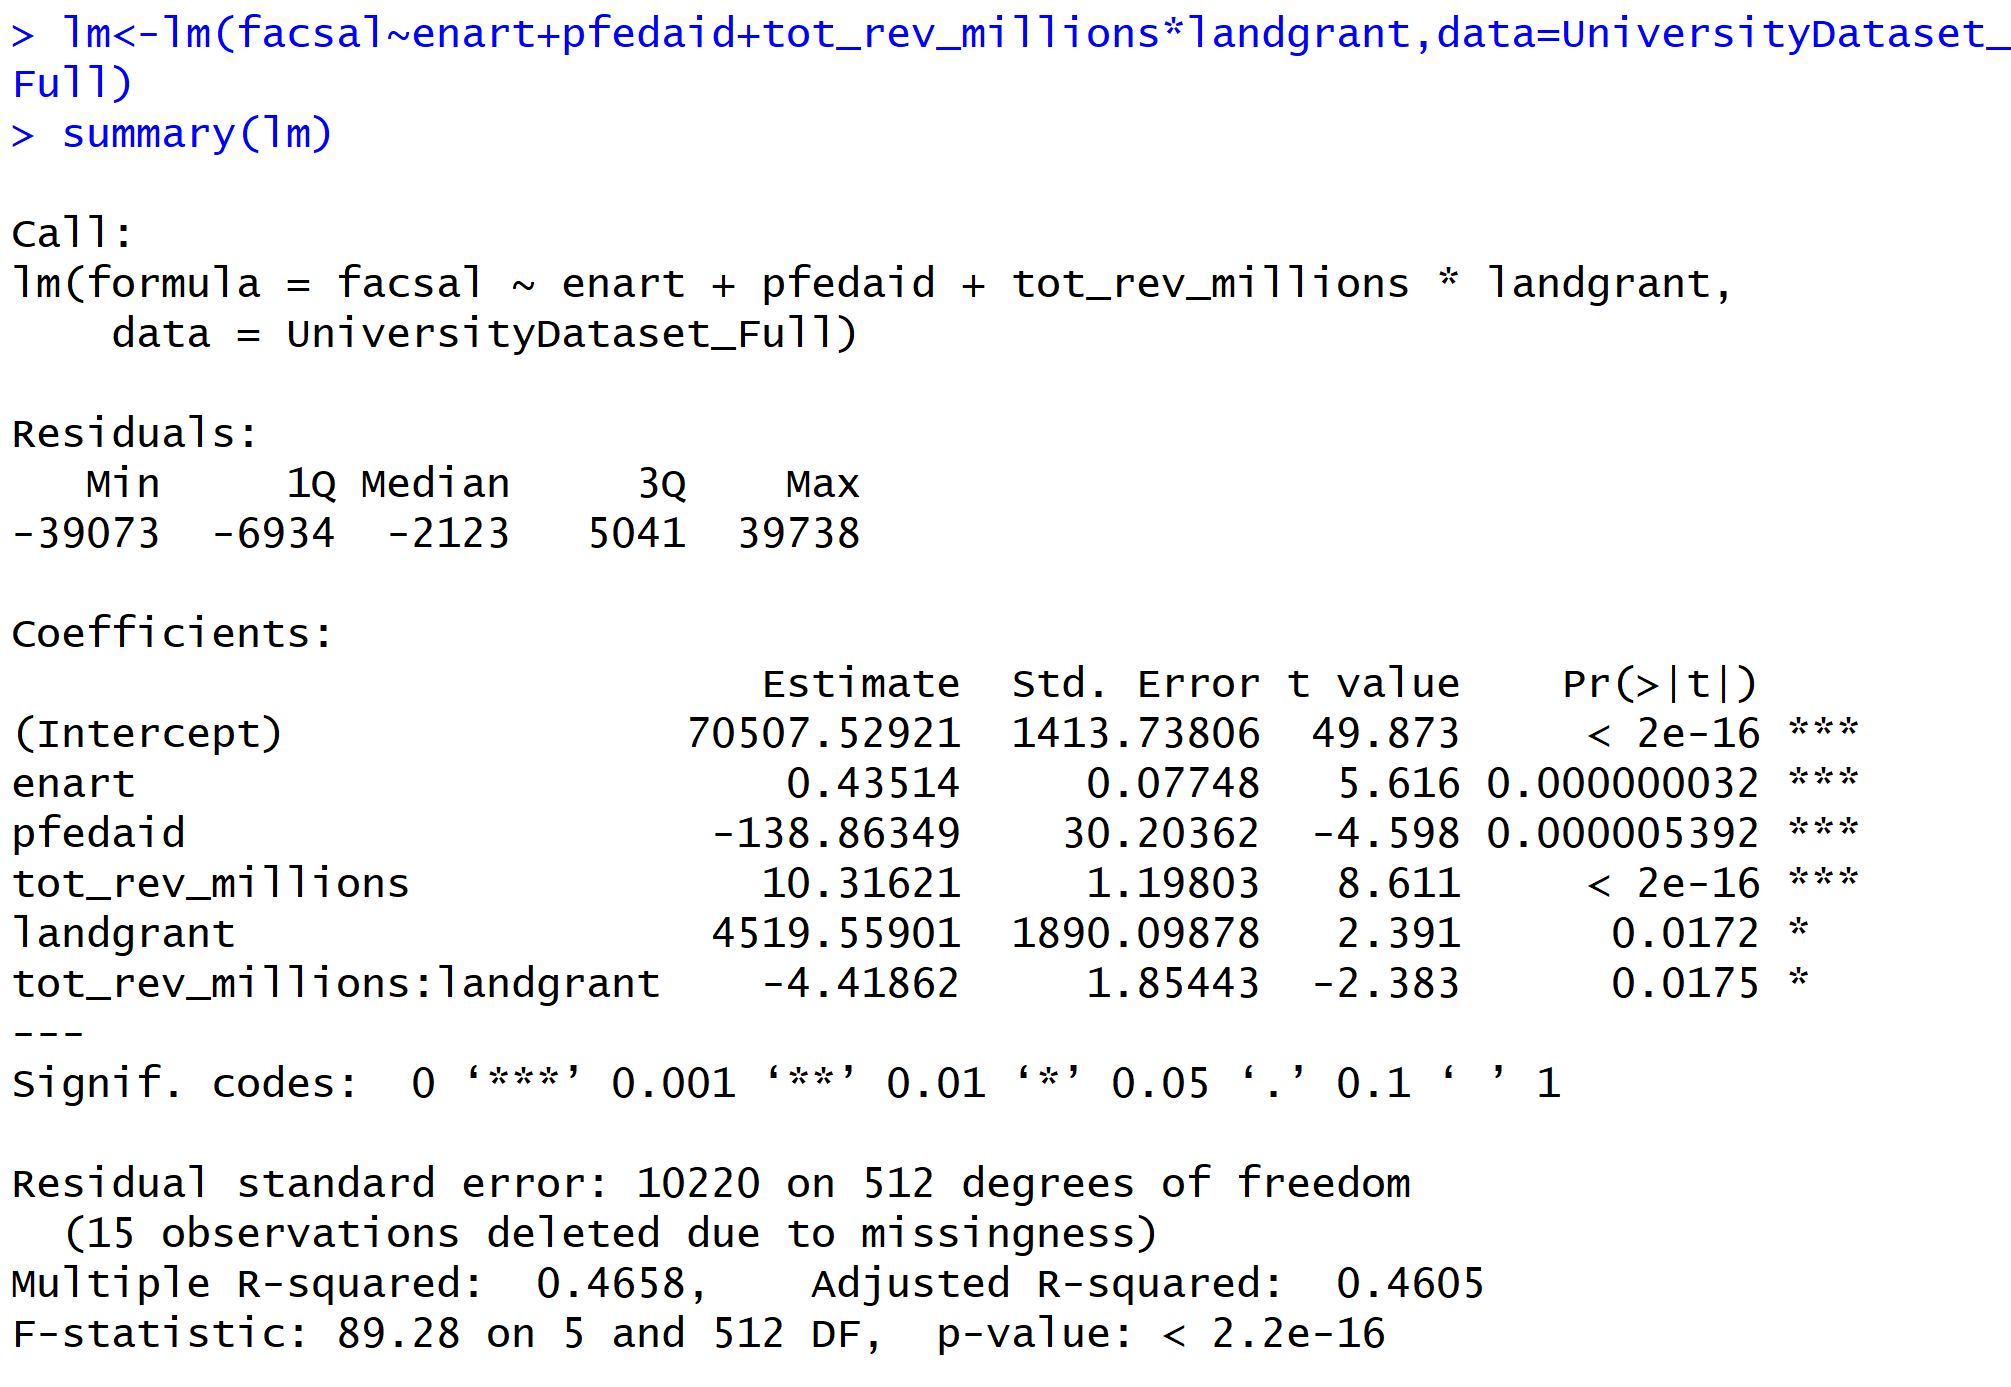 > lm<-lm(facsal~enart+pfedaid+tot_rev_millions*landgrant,data=UniversityDataset_
Full)
> summary(lm)
Call:
lm(formula = facsal ~ enart + pfedaid + tot_rev_millions * landgrant,
    data = UniversityDataset_Full)
Residuals:
   Min     1Q Median     3Q    Max
-39073  -6934  -2123   5041  39738
Coefficients:
                              Estimate  Std. Error t value    Pr(>|t|)
(Intercept)                70507.52921  1413.73806  49.873     < 2e-16 ***
enart                          0.43514     0.07748   5.616 0.000000032 ***
pfedaid                     -138.86349    30.20362  -4.598 0.000005392 ***
tot_rev_millions              10.31621     1.19803   8.611     < 2e-16 ***
landgrant                   4519.55901  1890.09878   2.391      0.0172 *
tot_rev_millions:landgrant    -4.41862     1.85443  -2.383      0.0175 *
---
Signif. codes:  0 ‘***’ 0.001 ‘**’ 0.01 ‘*’ 0.05 ‘.’ 0.1 ‘ ’ 1
Residual standard error: 10220 on 512 degrees of freedom
  (15 observations deleted due to missingness)
Multiple R-squared:  0.4658,    Adjusted R-squared:  0.4605
F-statistic: 89.28 on 5 and 512 DF,  p-value: < 2.2e-16